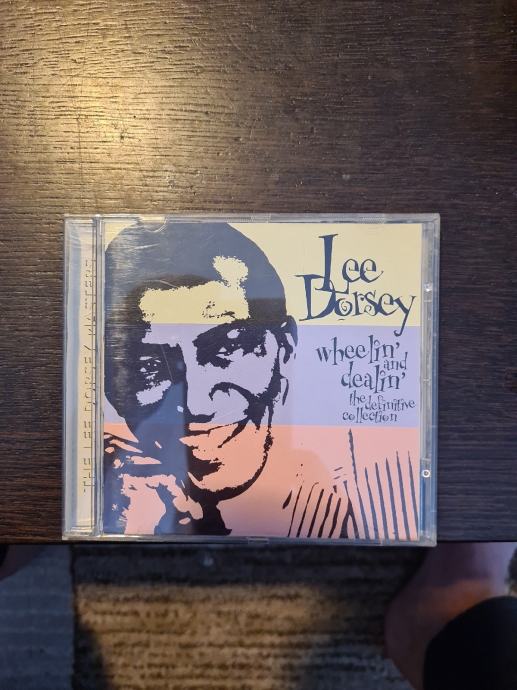 Lee
Dorsey
wheelin'
and
dealin'
the definitive
collection